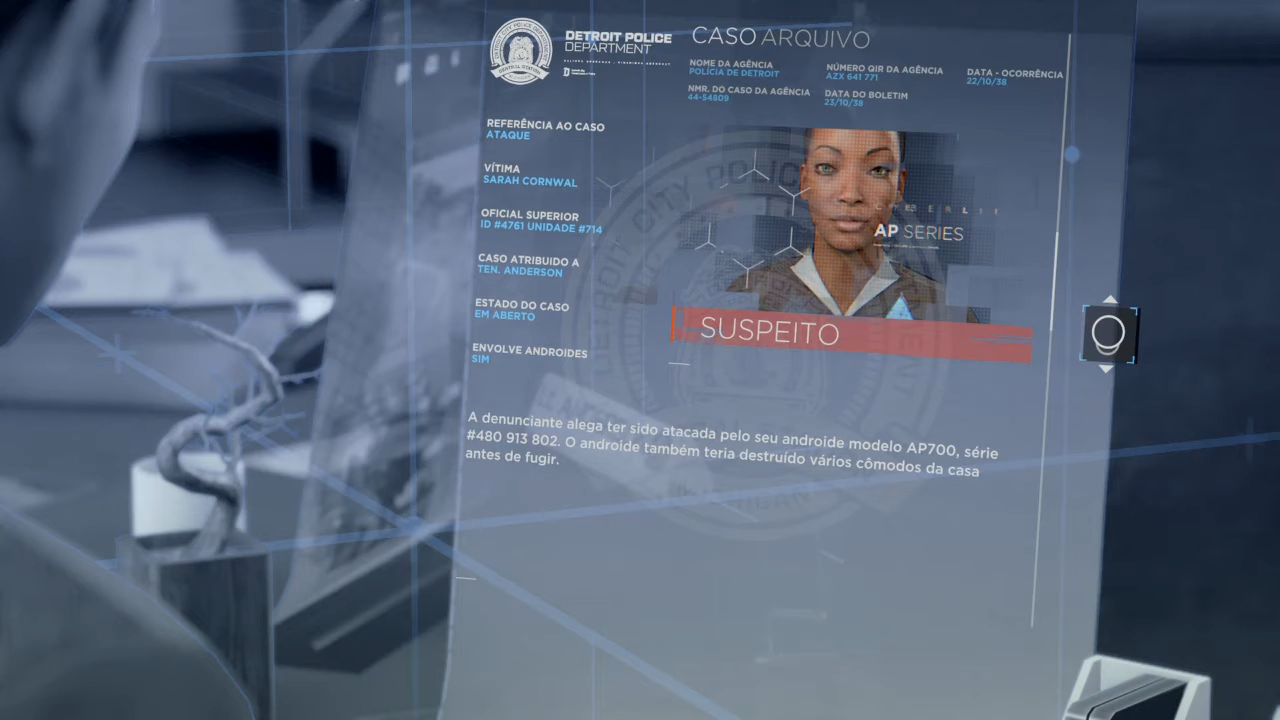 DETROIT POLICE
DEPARTMENT
CASO ARQUIVO
NOME DA AGÊNCIA
POLÍCIA DE DETROIT
NÚMERO QIR DA AGÊNCIA
AZX 641 771
DATA - OCORRÊNCIA
22/10/38
NMR. DO CASO DA AGÊNCIA
44-54809
DATA DO BOLETIM
23/10/38
REFERÊNCIA AO CASO
ATAQUE
VÍTIMA
SARAH CORNWAL
OFICIAL SUPERIOR
ID #4761 UNIDADE #714
CASO ATRIBUIDO A
TEN. ANDERSON
ESTADO DO CASO
EM ABERTO
ENVOLVE ANDROIDES
SIM
AP SERIES
SUSPEITO
A denunciante alega ter sido atacada pelo seu androide modelo AP700, série
#480 913 802. O androide também teria destruído vários cômodos da casa
antes de fugir.